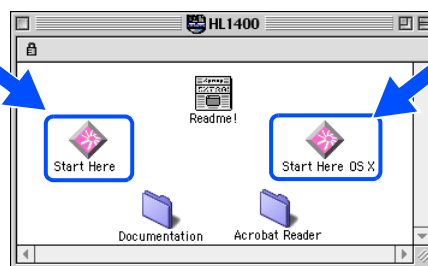 HL1400
Readme!
Start Here
Start Here OS X
Documentation
Acrobat Reader